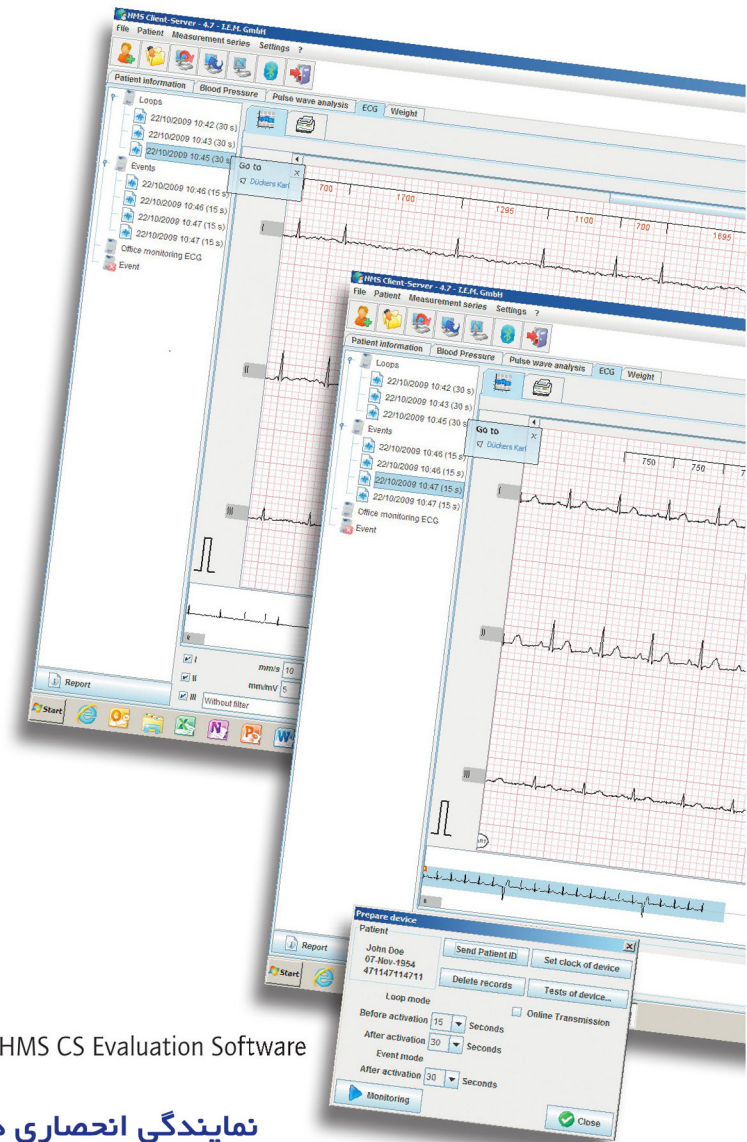 HMS Client-Server - 4.7 - I.E.M. GmbH
File Patient Measurement series Settings ?
Patient information Blood Pressure Pulse wave analysis ECG Weight
Loops
22/10/2009 10:42 (30 s)
22/10/2009 10:43 (30 s)
22/10/2009 10:45 (30 s)
Events
22/10/2009 10:46 (15 s)
22/10/2009 10:46 (15 s)
22/10/2009 10:47 (15 s)
22/10/2009 10:47 (15 s)
Office monitoring ECG
Event
Go to
Dückers Karl
700 1700 1295 1100 700 1695
I
II
III
II
I mm/s 10
II mm/mV 5
III Without filter
Report
Start
HMS Client-Server - 4.7 - I.E.M. GmbH
File Patient Measurement series Settings ?
Patient information Blood Pressure Pulse wave analysis ECG Weight
Loops
22/10/2009 10:42 (30 s)
22/10/2009 10:43 (30 s)
22/10/2009 10:45 (30 s
Events
22/10/2009 10:46 (15 s)
22/10/2009 10:46 (15 s)
22/10/2009 10:47 (15 s)
22/10/2009 10:47 (15 s)
Office monitoring ECG
Event
Go to
Dückers Karl
750 750 7
I
II
III
Report
Start
Prepare device
Patient
John Doe
07-Nov-1954
471147114711
Send Patient ID Set clock of device
Delete records Tests of device...
Online Transmission
Loop mode
Before activation 15 Seconds
After activation 30 Seconds
Event mode
After activation 30 Seconds
Monitoring
Close
HMS CS Evaluation Software
نمایندگی انحصاری